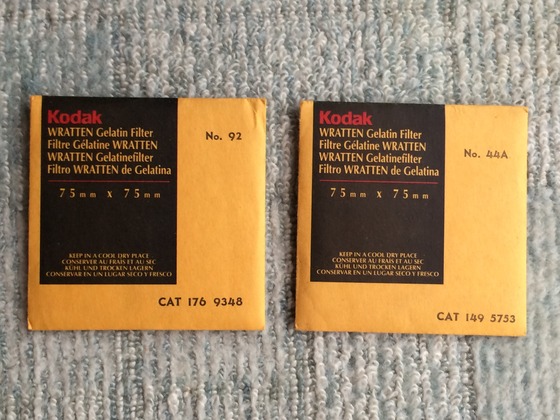 Kodak
WRATTEN Gelatin Filter
Filtre Gélatine WRATTEN
WRATTEN Gelatinefilter
Filtro WRATTEN de Gelatina
75mm x 75mm
KEEP IN A COOL DRY PLACE
CONSERVER AU FRAIS ET AU SEC
KÜHL UND TROCKEN LAGERN
CONSERVAR EN UN LUGAR SECO Y FRESCO
No. 92
CAT 176 9348
Kodak
WRATTEN Gelatin Filter
Filtre Gélatine WRATTEN
WRATTEN Gelatinefilter
Filtro WRATTEN de Gelatina
75mm x 75mm
KEEP IN A COOL DRY PLACE
CONSERVER AU FRAIS ET AU SEC
KÜHL UND TROCKEN LAGERN
CONSERVAR EN UN LUGAR SECO Y FRESCO
No. 44A
CAT 149 5753